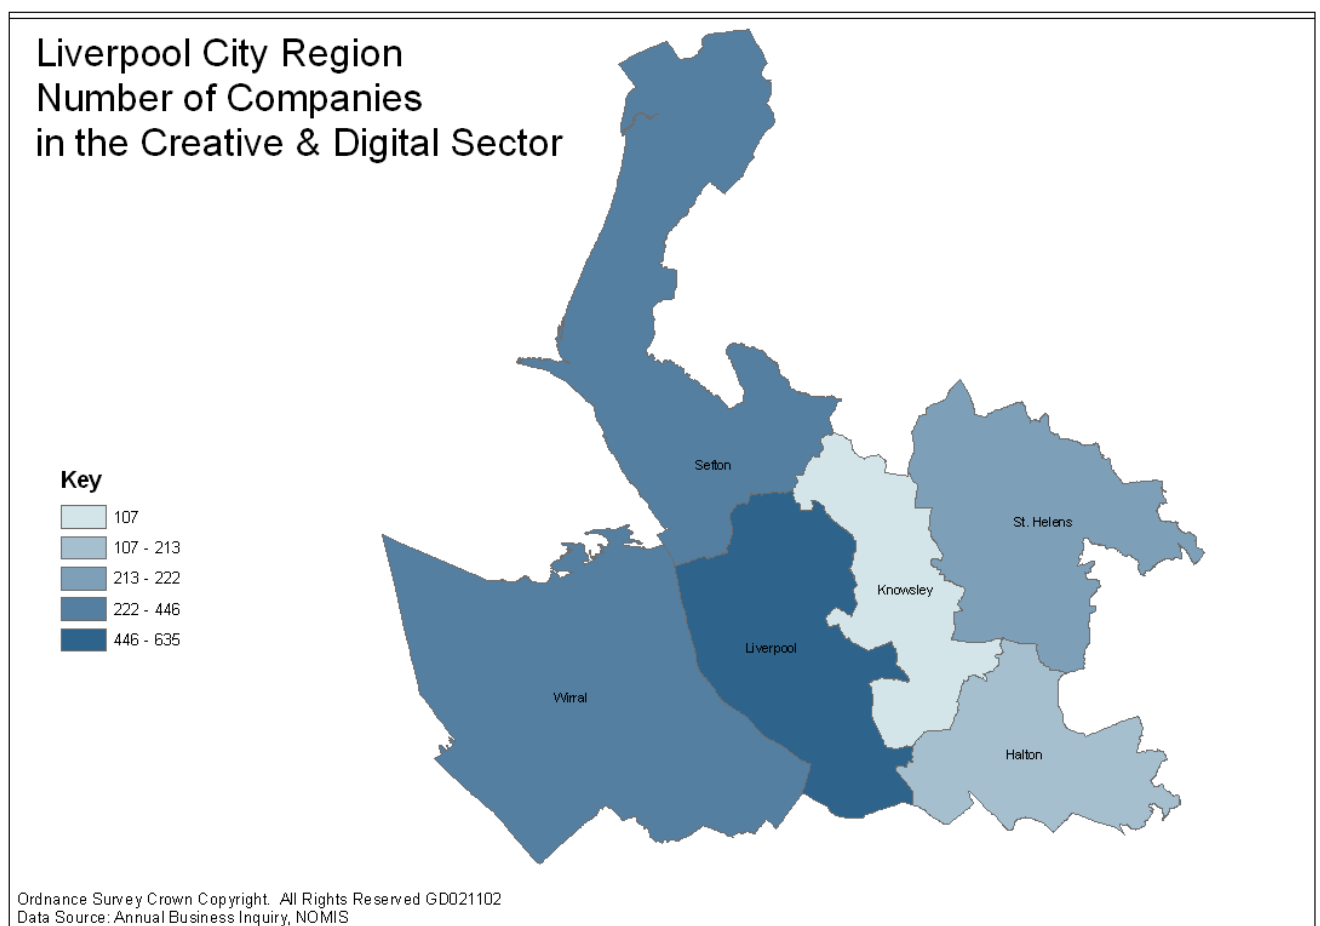 Liverpool City Region
Number of Companies
in the Creative & Digital Sector
Sefton
St. Helens
Key
107
107 - 213
213 - 222
222 - 446
446 - 635
Knowsley
Liverpool
Wirral
Halton
Ordnance Survey Crown Copyright. All Rights Reserved GD021102
Data Source: Annual Business Inquiry, NOMIS